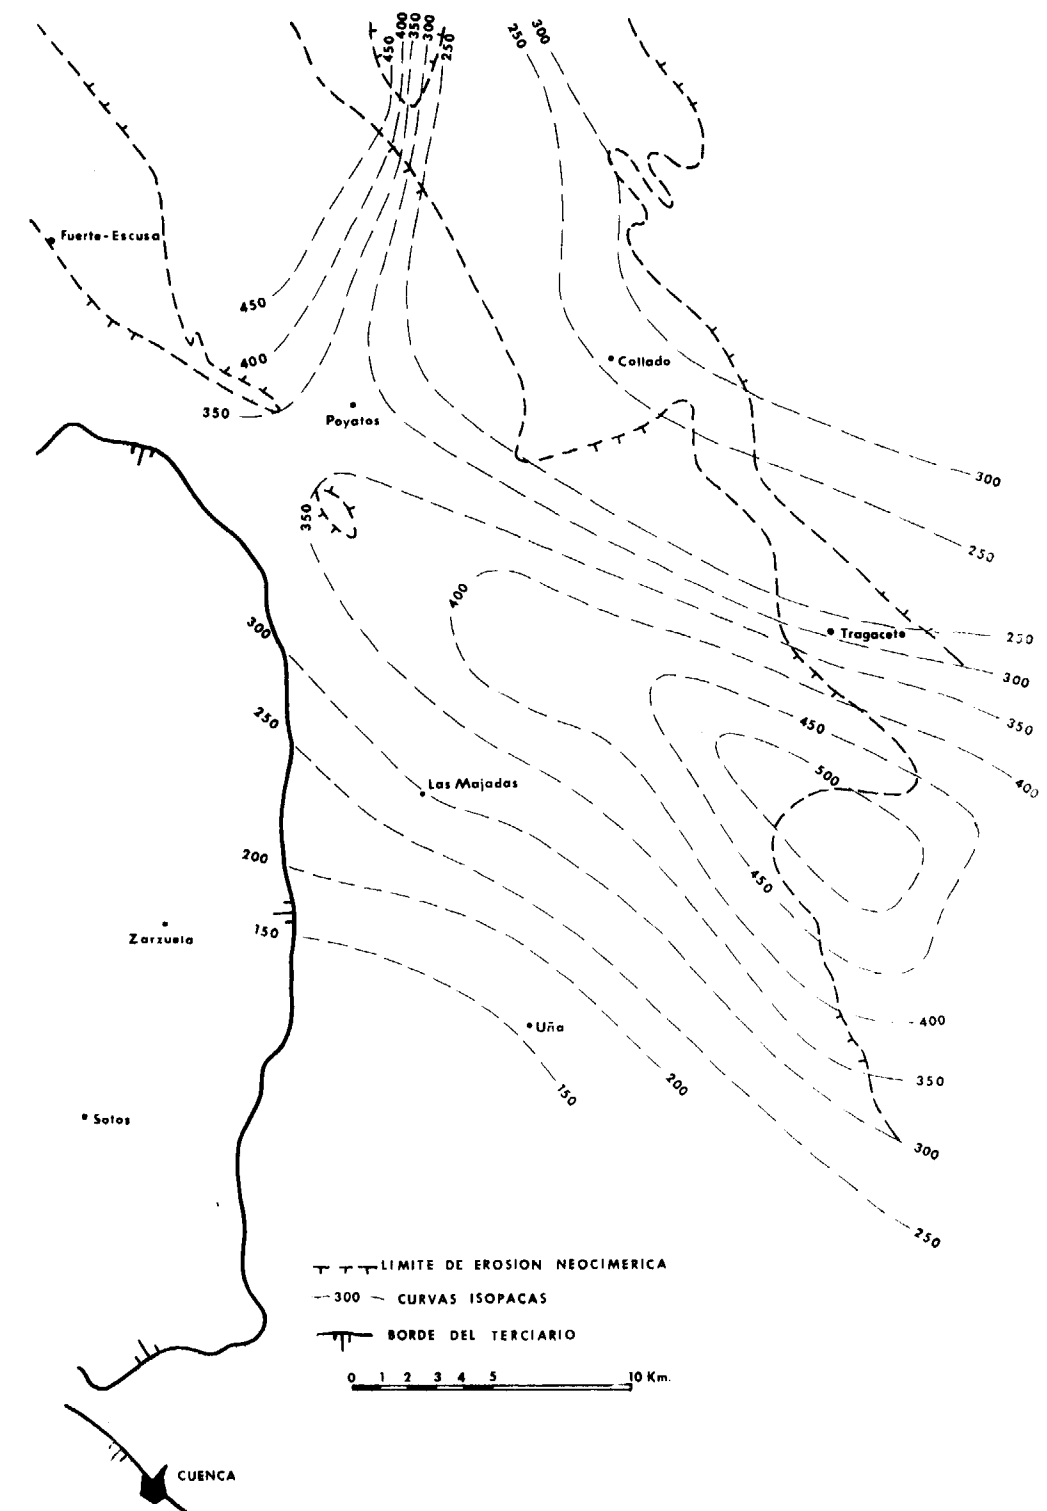 450
400
350
300
250
250
300
Fuerte-Escusa
450
400
350
Poyatos
Collado
300
250
350
400
300
250
Tragacete
250
300
350
400
450
500
Las Majadas
200
450
150
Zarzuela
Uña
400
350
150
200
Sotos
300
250
LIMITE DE EROSION NEOCIMERICA
300 CURVAS ISOPACAS
BORDE DEL TERCIARIO
0 1 2 3 4 5 10 Km.
CUENCA